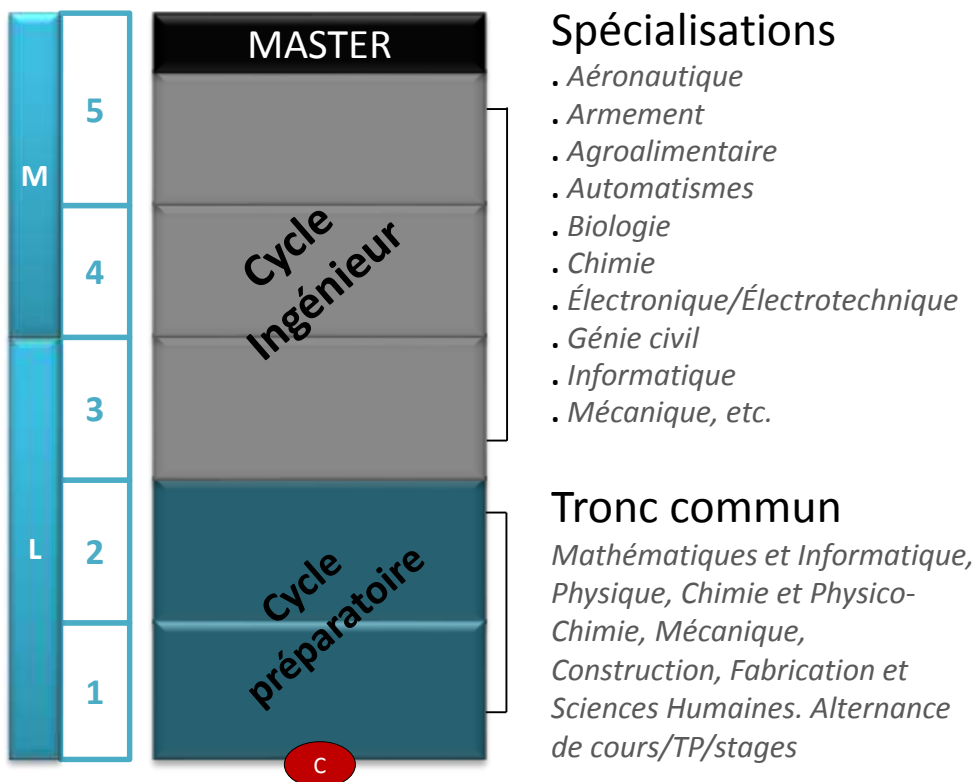 MASTER
5
M
4
3
L
2
1
Cycle
Ingénieur
Cycle
préparatoire
C
Spécialisations
. Aéronautique
. Armement
. Agroalimentaire
. Automatismes
. Biologie
. Chimie
. Électronique/Électrotechnique
. Génie civil
. Informatique
. Mécanique, etc.
Tronc commun
Mathématiques et Informatique,
Physique, Chimie et Physico-
Chimie, Mécanique,
Construction, Fabrication et
Sciences Humaines. Alternance
de cours/TP/stages